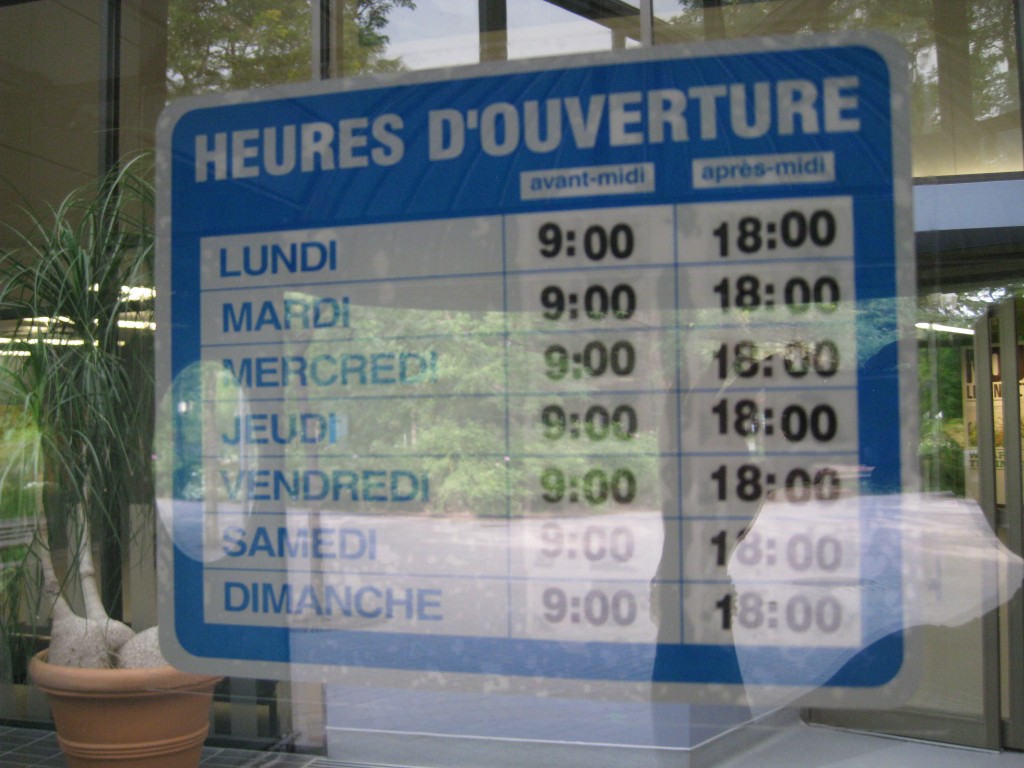 HEURES D'OUVERTURE
avant-midi après-midi
LUNDI 9:00 18:00
MARDI 9:00 18:00
MERCREDI 9:00 18:00
JEUDI 9:00 18:00
VENDREDI 9:00 18:00
SAMEDI 9:00 18:00
DIMANCHE 9:00 18:00